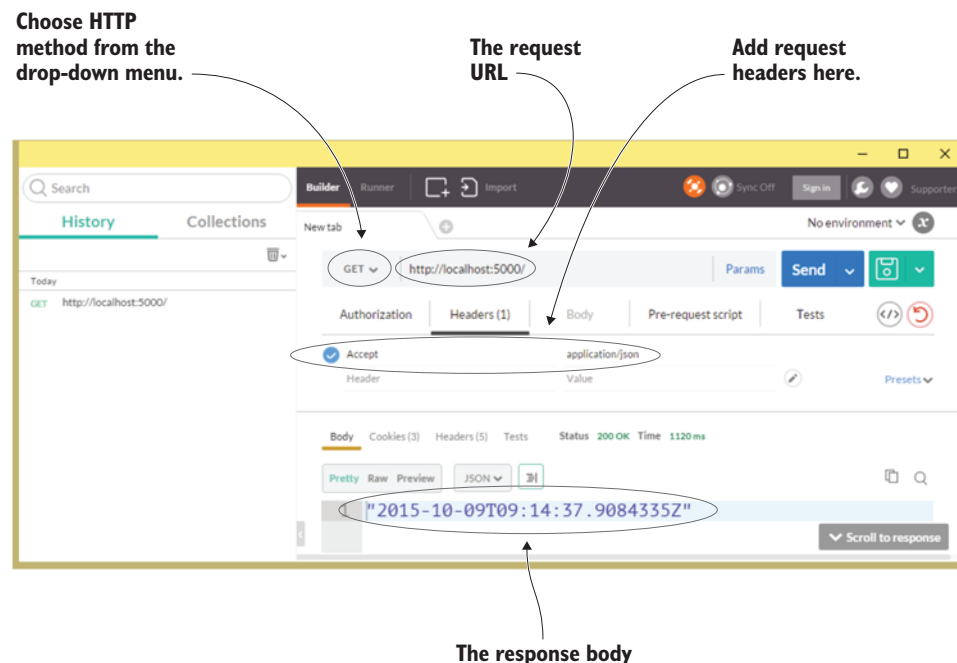 Choose HTTP
method from the
drop-down menu.
The request
URL
Add request
headers here.
Search
Builder Runner Import Sync Off Sign in Supporter
History Collections
New tab No environment
GET http://localhost:5000/ Params Send
Today
GET http://localhost:5000/
Authorization Headers (1) Body Pre-request script Tests
Accept application/json
Header Value Presets
Body Cookies (3) Headers (5) Tests Status 200 OK Time 1120 ms
Pretty Raw Preview JSON
1 "2015-10-09T09:14:37.9084335Z"
Scroll to response
The response body